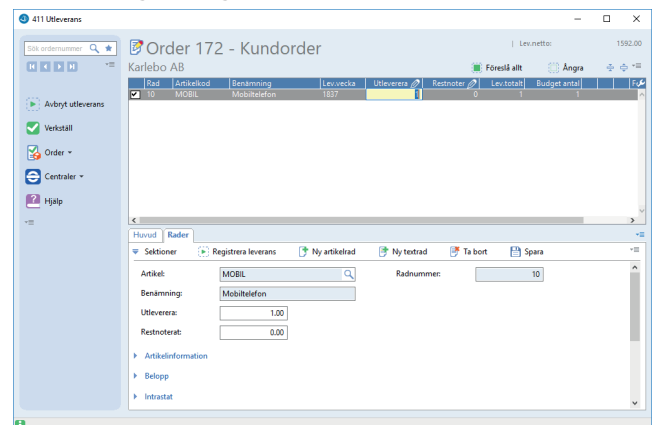 411 Utleverans
Sök ordernummer
Avbryt utleverans
Verkställ
Order
Centraler
Hjälp
Order 172 - Kundorder
Lev.netto: 1592.00
Karlebo AB
Föreslå allt Ångra
Rad Artikelkod Benämning Lev.vecka Utleverera Restnoter Lev.totalt Budget antal
10 MOBIL Mobiltelefon 1837 1 0 1 1
Huvud Rader
Sektioner Registrera leverans Ny artikelrad Ny textrad Ta bort Spara
Artikel: MOBIL Radnummer: 10
Benämning: Mobiltelefon
Utleverera: 1.00
Restnoterat: 0.00
Artikelinformation
Belopp
Intrastat